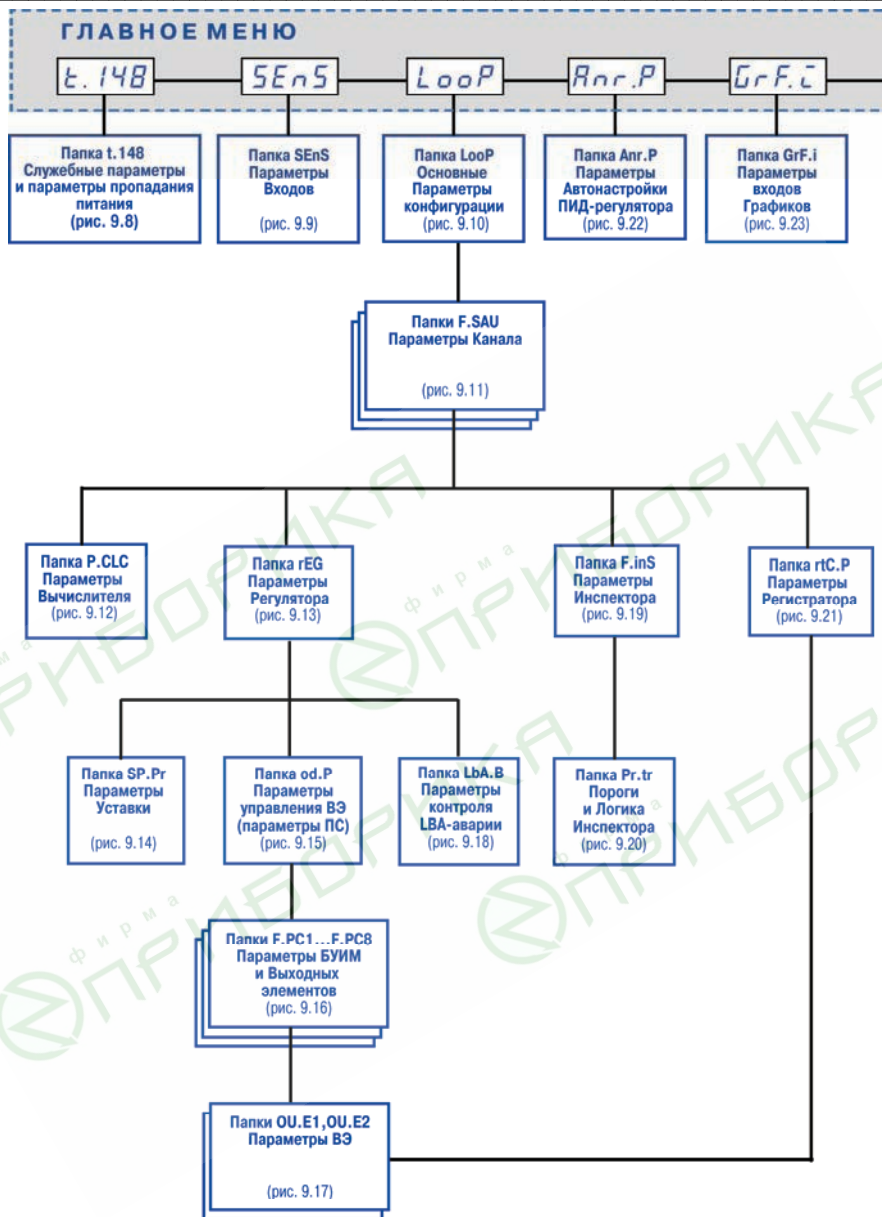 ГЛАВНОЕ МЕНЮ
t.148
SEnS
LooP
Anr.P
GrF.i
Папка t.148
Служебные параметры
и параметры пропадания
питания
(рис. 9.8)
Папка SEnS
Параметры
Входов
(рис. 9.9)
Папка LooP
Основные
Параметры
конфигурации
(рис. 9.10)
Папка Anr.P
Параметры
Автонастройки
ПИД-регулятора
(рис. 9.22)
Папка GrF.i
Параметры
входов
Графиков
(рис. 9.23)
Папки F.SAU
Параметры Канала
(рис. 9.11)
Папка P.CLC
Параметры
Вычислителя
(рис. 9.12)
Папка rEG
Параметры
Регулятора
(рис. 9.13)
Папка F.inS
Параметры
Инспектора
(рис. 9.19)
Папка rtC.P
Параметры
Регистратора
(рис. 9.21)
Папка SP.Pr
Параметры
Уставки
(рис. 9.14)
Папка od.P
Параметры
управления ВЭ
(параметры ПС)
(рис. 9.15)
Папка LbA.B
Параметры
контроля
LBA-аварии
(рис. 9.18)
Папка Pr.tr
Пороги
и Логика
Инспектора
(рис. 9.20)
Папки F.PC1...F.PC8
Параметры БУИМ
и Выходных
элементов
(рис. 9.16)
Папки OU.E1,OU.E2
Параметры ВЭ
(рис. 9.17)
фирма
ПРИБОРИКА
фирма
ПРИБОРИКА
фирма
ПРИБОРИКА